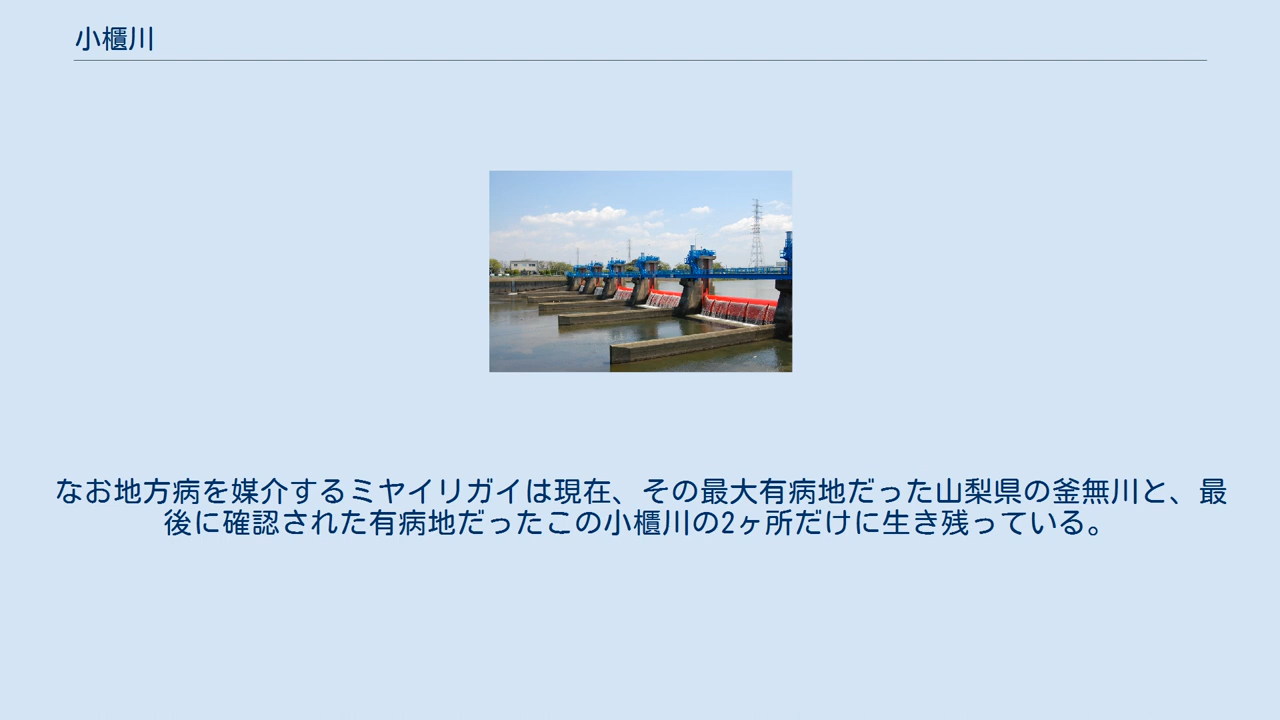 小櫃川
なお地方病を媒介するミヤイリガイは現在、その最大有病地だった山梨県の釜無川と、最
後に確認された有病地だったこの小櫃川の2ヶ所だけに生き残っている。